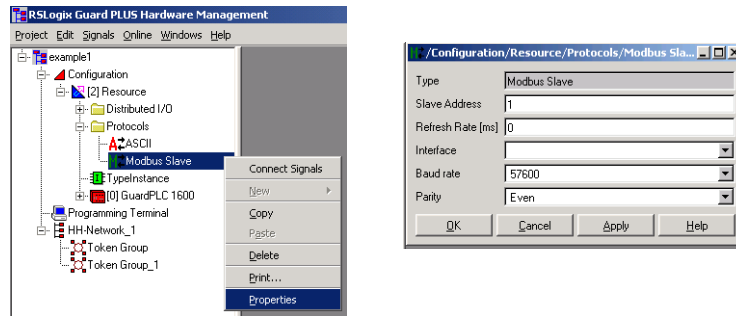 RSLogix Guard PLUS Hardware Management
Project Edit Signals Online Windows Help
example1
Configuration
[2] Resource
Distributed I/O
Protocols
ASCII
Modbus Slave
TypeInstance
[0] GuardPLC 1600
Programming Terminal
HH-Network_1
Token Group
Token Group_1
Connect Signals
New
Copy
Paste
Delete
Print...
Properties
/Configuration/Resource/Protocols/Modbus Sla...
Type Modbus Slave
Slave Address 1
Refresh Rate [ms] 0
Interface
Baud rate 57600
Parity Even
OK Cancel Apply Help